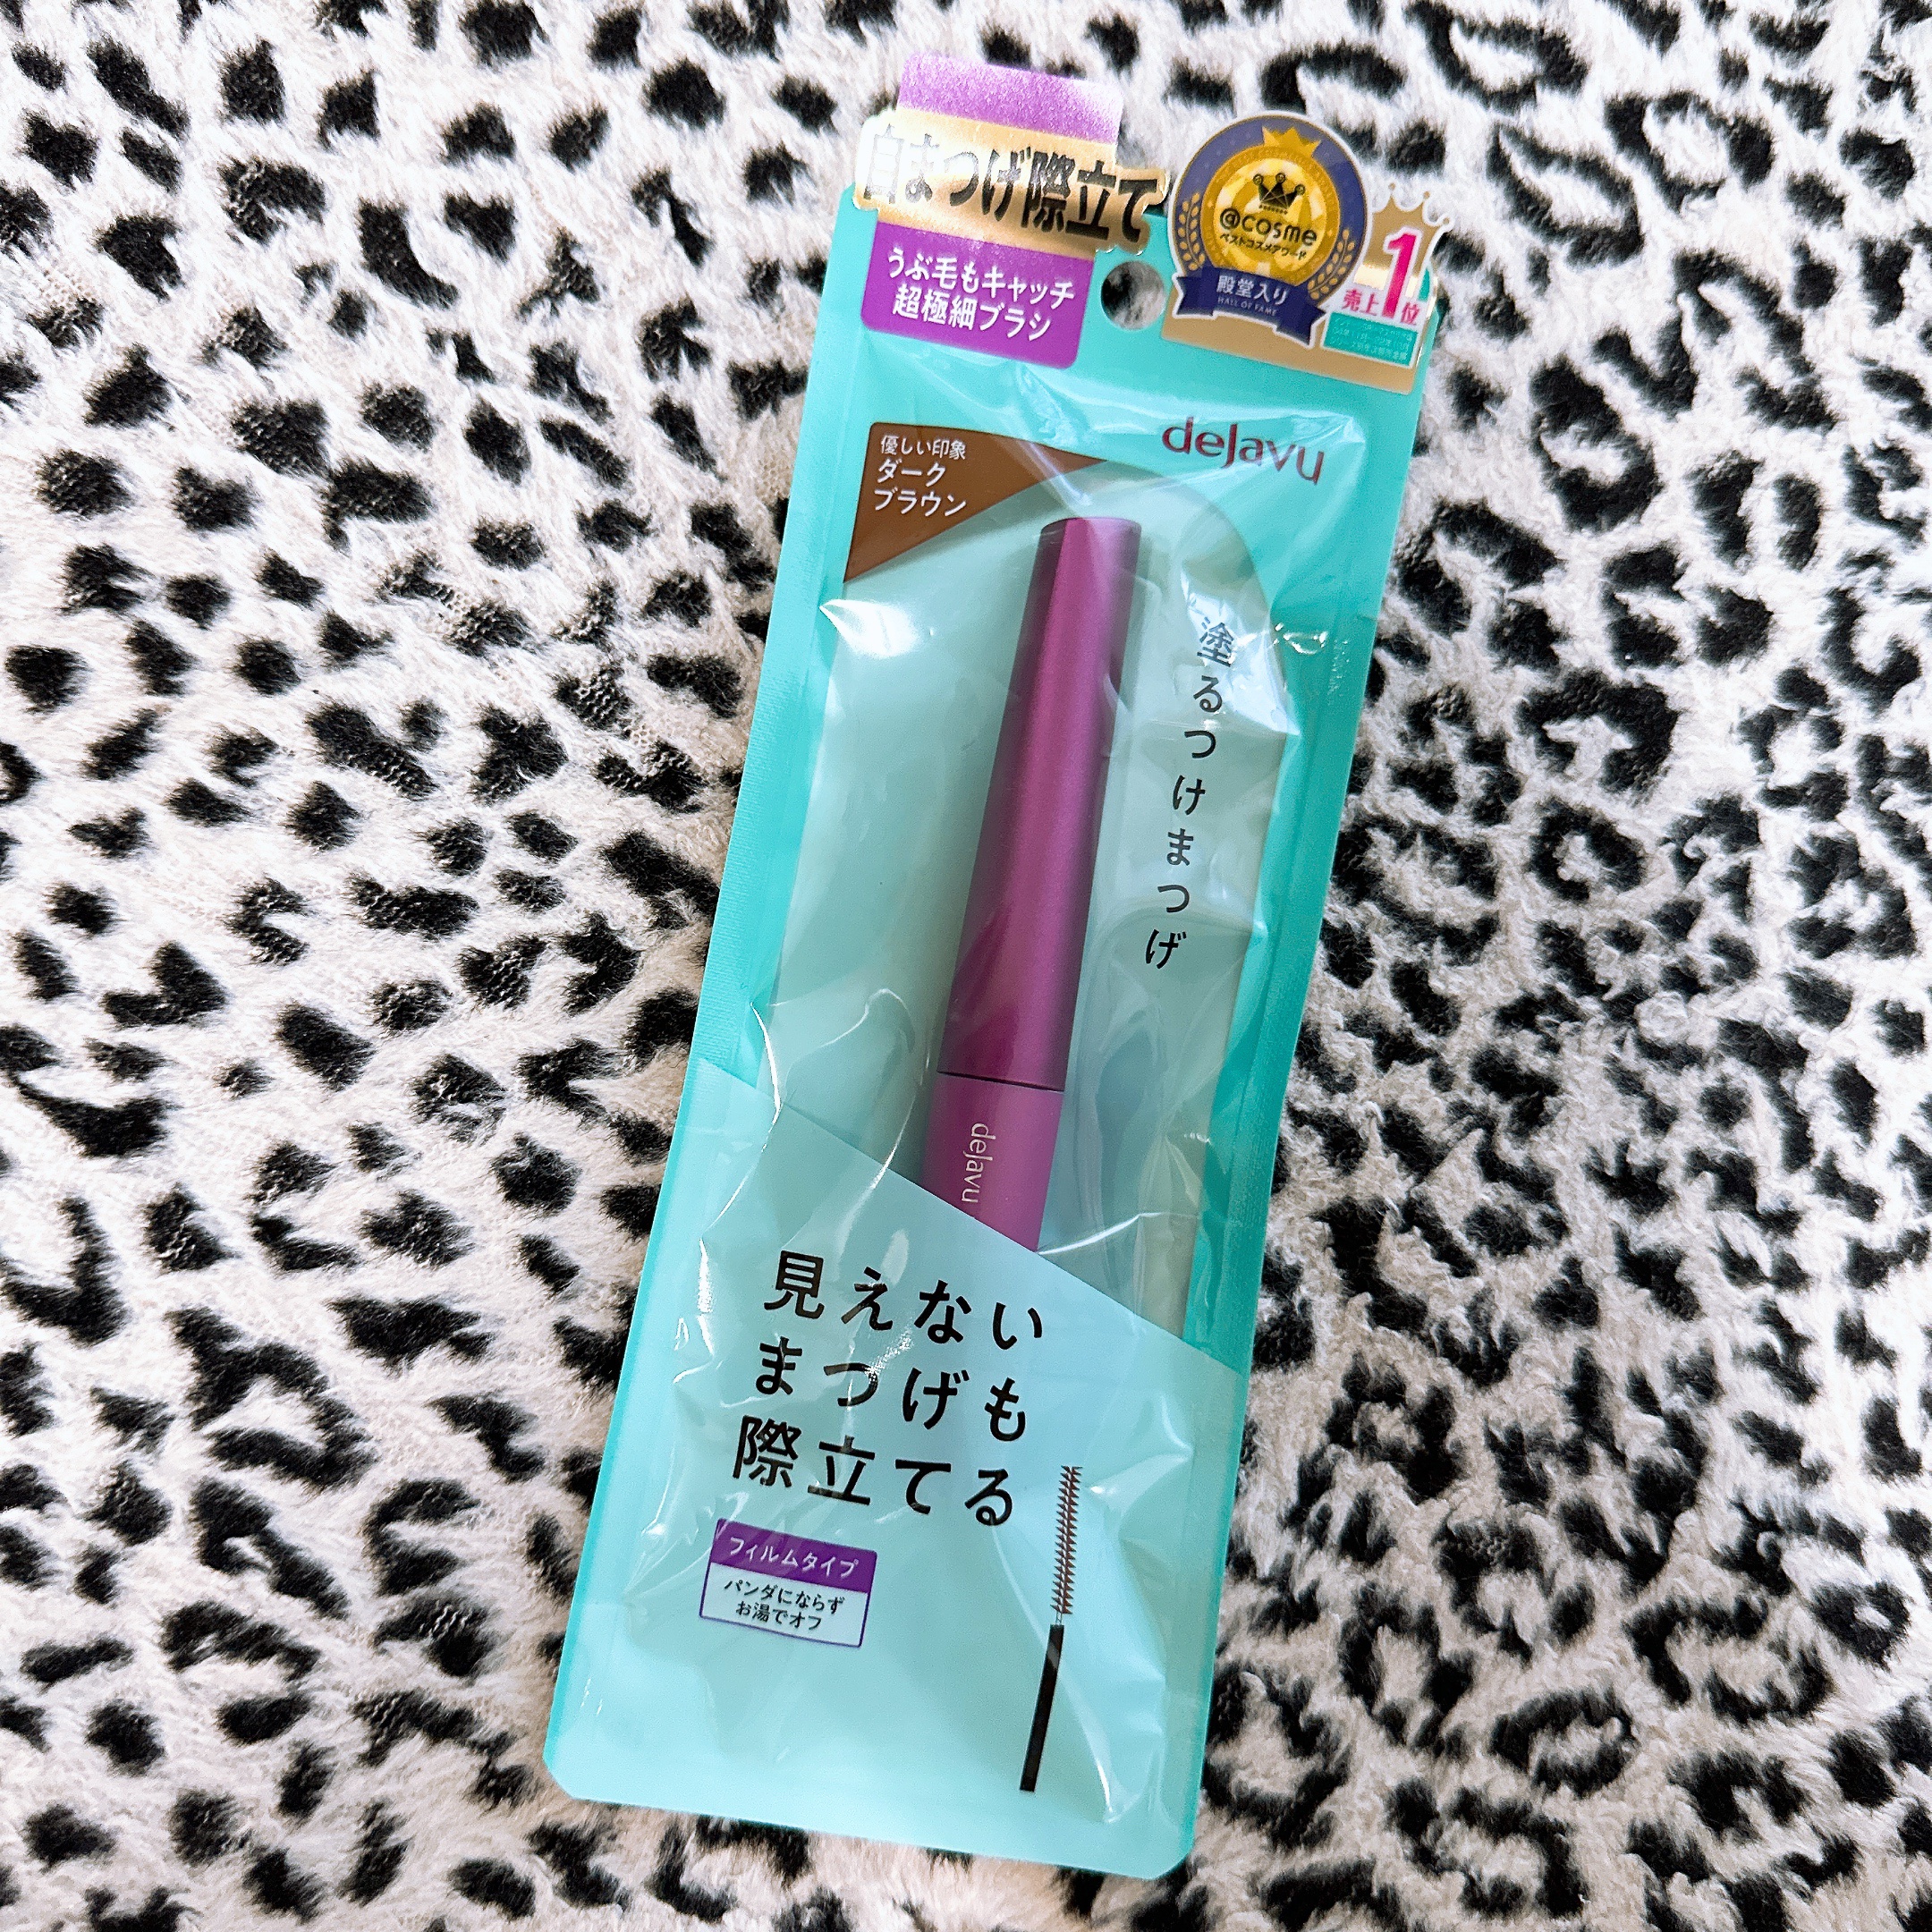 自まつげ際立て
うぶ毛もキャッチ
超極細ブラシ
@cosme
ベストコスメアワード
殿堂入り
HALL OF FAME
売上1位
dejavu
優しい印象
ダーク
ブラウン
塗るつけまつげ
dejavu
見えない
まつげも
際立てる
フィルムタイプ
パンダにならず
お湯でオフ